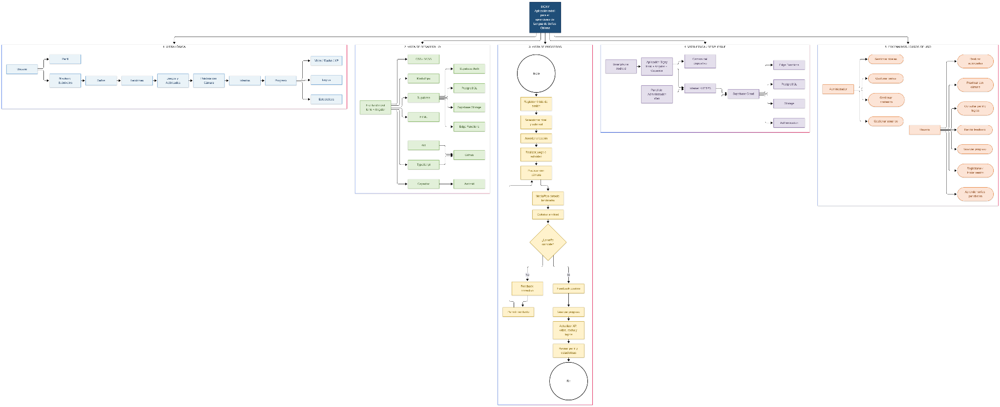 SIGNY
Aplicación móvil
para el
aprendizaje de
Lengua de Señas
Chilena
1. VISTA LÓGICA
Usuario
Perfil
Niveles y
Subniveles
Señas
Lecciones
Juegos y
Actividades
Práctica con
Cámara
Intentos
Progreso
Vidas / Racha / XP
Logros
Estadísticas
2. VISTA DE DESARROLLO
Frontend móvil
Ionic + Angular
CSS / SCSS
MediaPipe
Supabase
HTML
Git
TypeScript
Capacitor
Supabase Auth
PostgreSQL
Supabase Storage
Edge Functions
GitHub
Android
3. VISTA DE PROCESOS
Inicio
Registro / Inicio de
sesión
Seleccionar nivel
y subnivel
Acceder a lección
Realizar juego o
actividad
Practicar con
cámara
MediaPipe detecta
landmarks
Calcular similitud
¿La seña
coincide?
No
Sí
Feedback
correctivo
Permitir reintento
Feedback positivo
Guardar progreso
Actualizar XP,
vidas, racha y
logros
Revisar perfil y
estadísticas
Fin
4. VISTA FÍSICA / DESPLIEGUE
Smartphone
Android
Aplicación Signy
Ionic + Angular +
Capacitor
Panel de
Administración
Web
Cámara del
dispositivo
Internet / HTTPS
Supabase Cloud
Edge Functions
PostgreSQL
Storage
Authentication
5. ESCENARIOS / CASOS DE USO
Administrador
Gestionar niveles
Gestionar señas
Gestionar
contenido
Gestionar usuarios
Usuario
Realizar
actividades
Practicar con
cámara
Consultar perfil y
logros
Recibir feedback
Guardar progreso
Registrarse /
Iniciar sesión
Aprender señas
por niveles